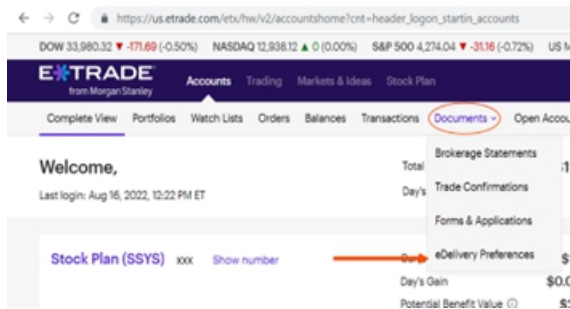 https://us.etrade.com/etx/hw/v2/accountshome?cnt=header_logon_startin_accounts
DOW 33,980.32 ▼ -171.69 (-0.50%) NASDAQ 12,938.12 ▲ 0 (0.00%) S&P 500 4,274.04 ▼ -31.16 (-0.72%) US
E*TRADE
from Morgan Stanley
Accounts Trading Markets & Ideas Stock Plan
Complete View Portfolios Watch Lists Orders Balances Transactions Documents Open Accou
Brokerage Statements
Welcome, Total
Last login: Aug 16, 2022, 12:22 PM ET Day's Trade Confirmations
Forms & Applications
eDelivery Preferences
Stock Plan (SSYS) xxx Show number
Day's Gain $0.0
Potential Benefit Value